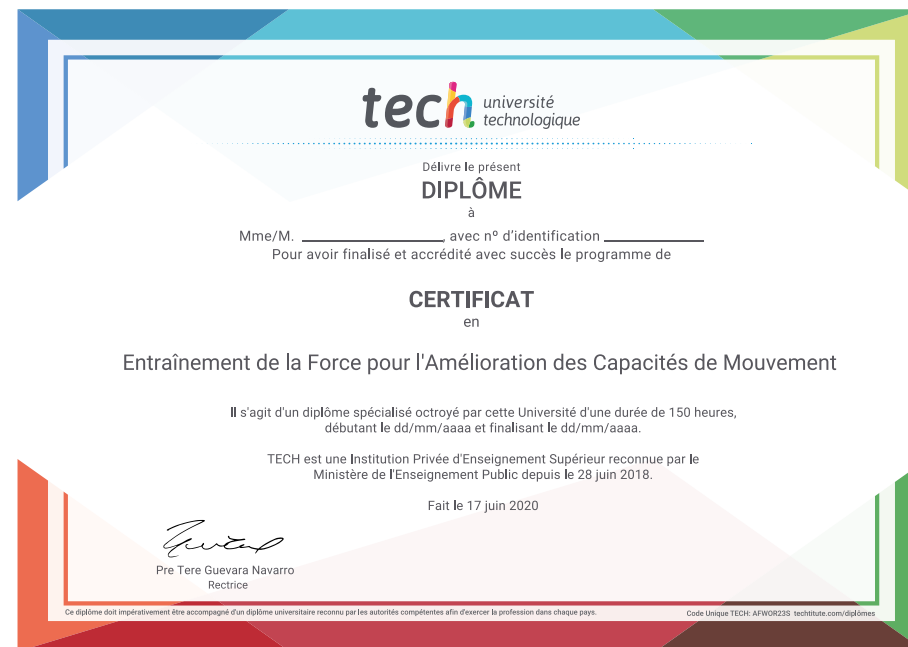 tech université
technologique
Délivre le présent
DIPLÔME
à
Mme/M. ____________________, avec nº d'identification ______________
Pour avoir finalisé et accrédité avec succès le programme de
CERTIFICAT
en
Entraînement de la Force pour l'Amélioration des Capacités de Mouvement
Il s'agit d'un diplôme spécialisé octroyé par cette Université d'une durée de 150 heures,
débutant le dd/mm/aaaa et finalisant le dd/mm/aaaa.
TECH est une Institution Privée d'Enseignement Supérieur reconnue par le
Ministère de l'Enseignement Public depuis le 28 juin 2018.
Fait le 17 juin 2020
Pre Tere Guevara Navarro
Rectrice
Ce diplôme doit impérativement être accompagné d'un diplôme universitaire reconnu par les autorités compétentes afin d'exercer la profession dans chaque pays.
Code Unique TECH: AFWOR23S techtitute.com/diplômes